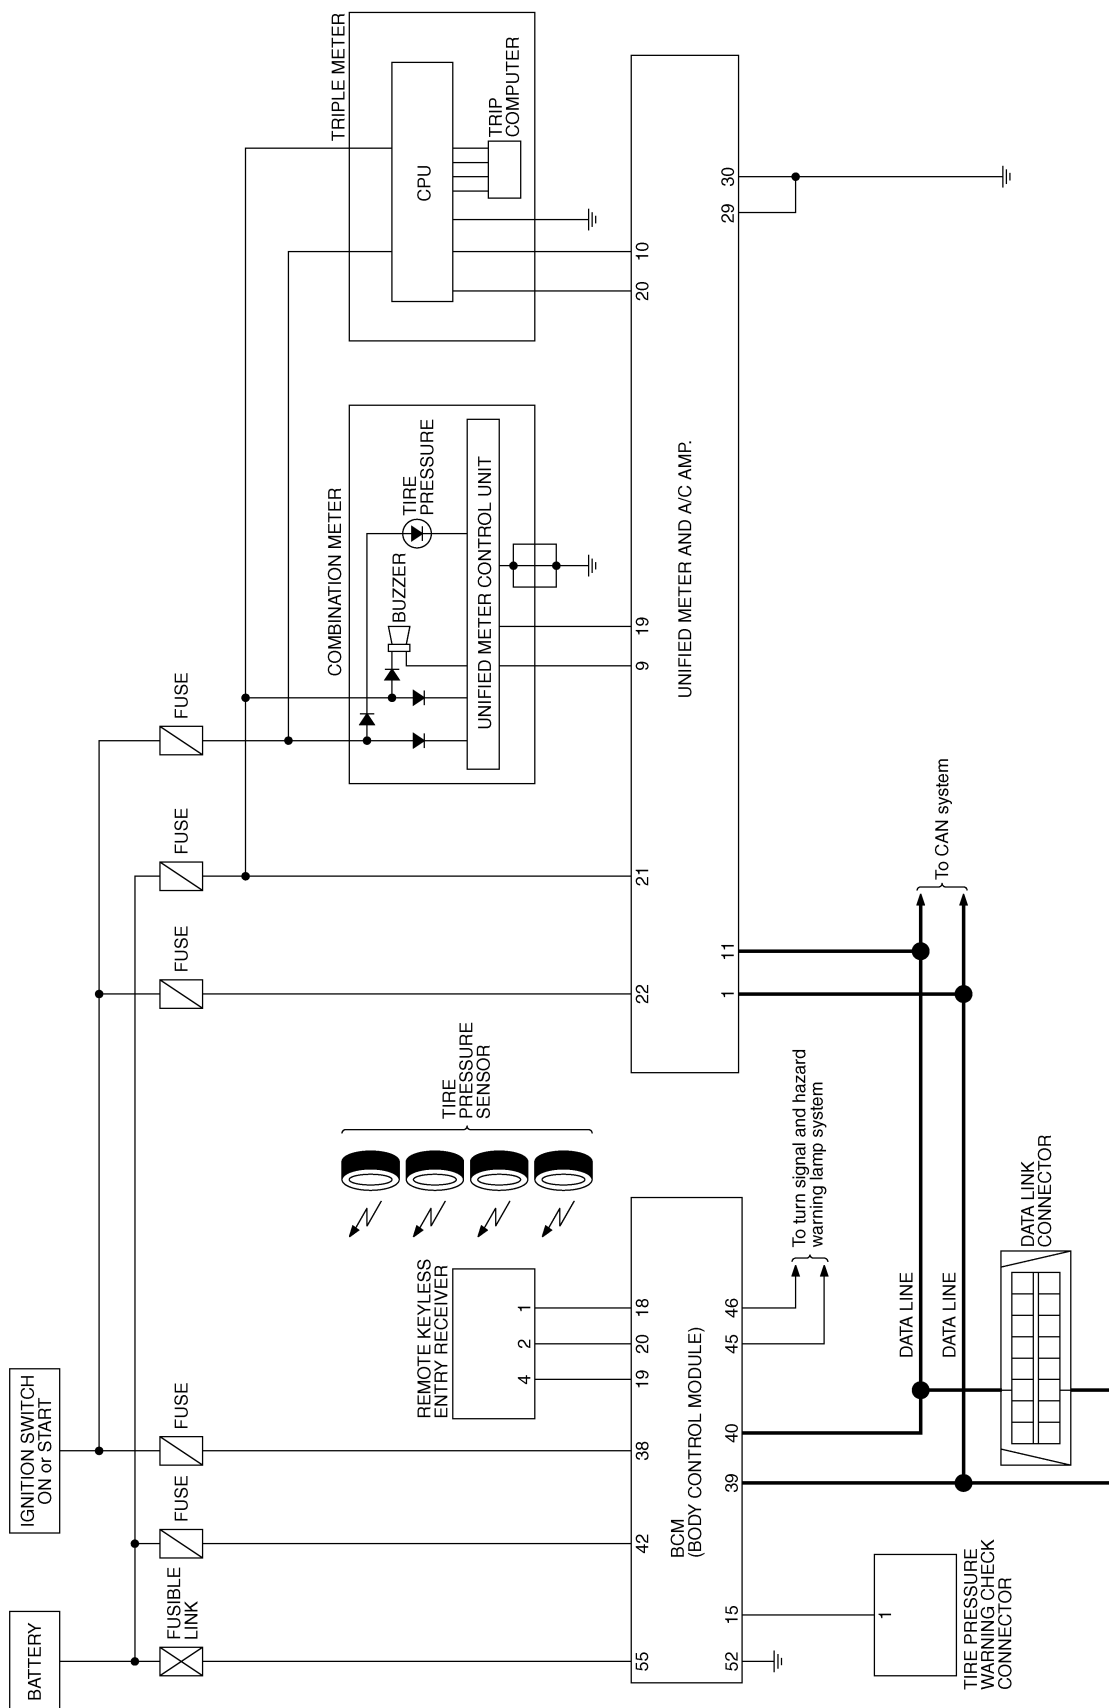 BATTERY
IGNITION SWITCH
ON or START
FUSIBLE
LINK
FUSE
FUSE
FUSE
FUSE
FUSE
REMOTE KEYLESS
ENTRY RECEIVER
4
2
1
TIRE
PRESSURE
SENSOR
COMBINATION METER
BUZZER
TIRE
PRESSURE
UNIFIED METER CONTROL UNIT
TRIPLE METER
CPU
TRIP
COMPUTER
55
42
38
19
20
18
22
21
9
19
20
10
BCM
(BODY CONTROL MODULE)
UNIFIED METER AND A/C AMP.
52
15
39
40
45
46
1
11
29
30
To turn signal and hazard
warning lamp system
To CAN system
1
TIRE PRESSURE
WARNING CHECK
CONNECTOR
DATA LINE
DATA LINE
DATA LINK
CONNECTOR